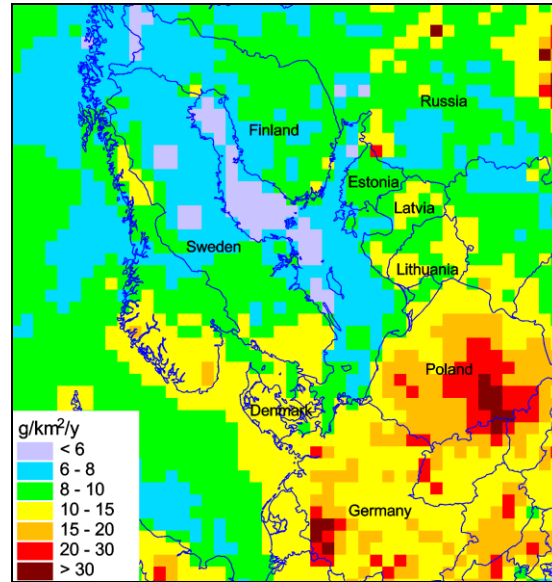 Russia
Finland
Estonia
Latvia
Sweden
Lithuania
Poland
Denmark
Germany
g/km²/y
< 6
6 - 8
8 - 10
10 - 15
15 - 20
20 - 30
> 30